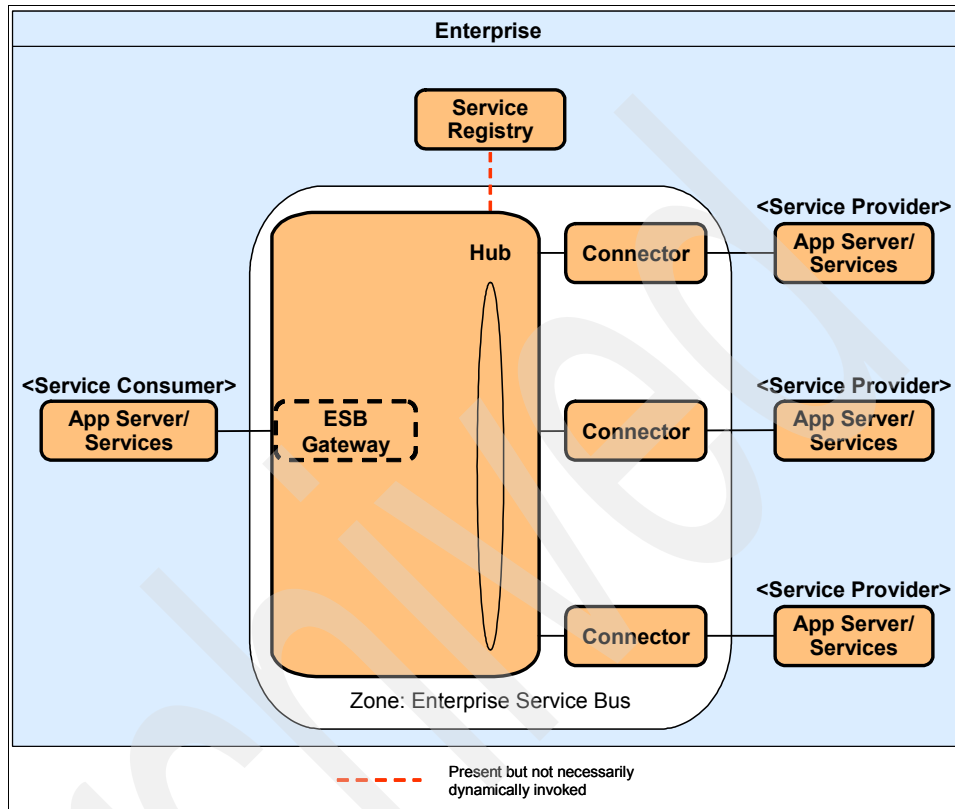 Enterprise
Service
Registry
<Service Provider>
Hub
Connector
App Server/
Services
<Service Consumer>
App Server/
Services
ESB
Gateway
<Service Provider>
Connector
App Server/
Services
<Service Provider>
Connector
App Server/
Services
Zone: Enterprise Service Bus
Present but not necessarily
dynamically invoked